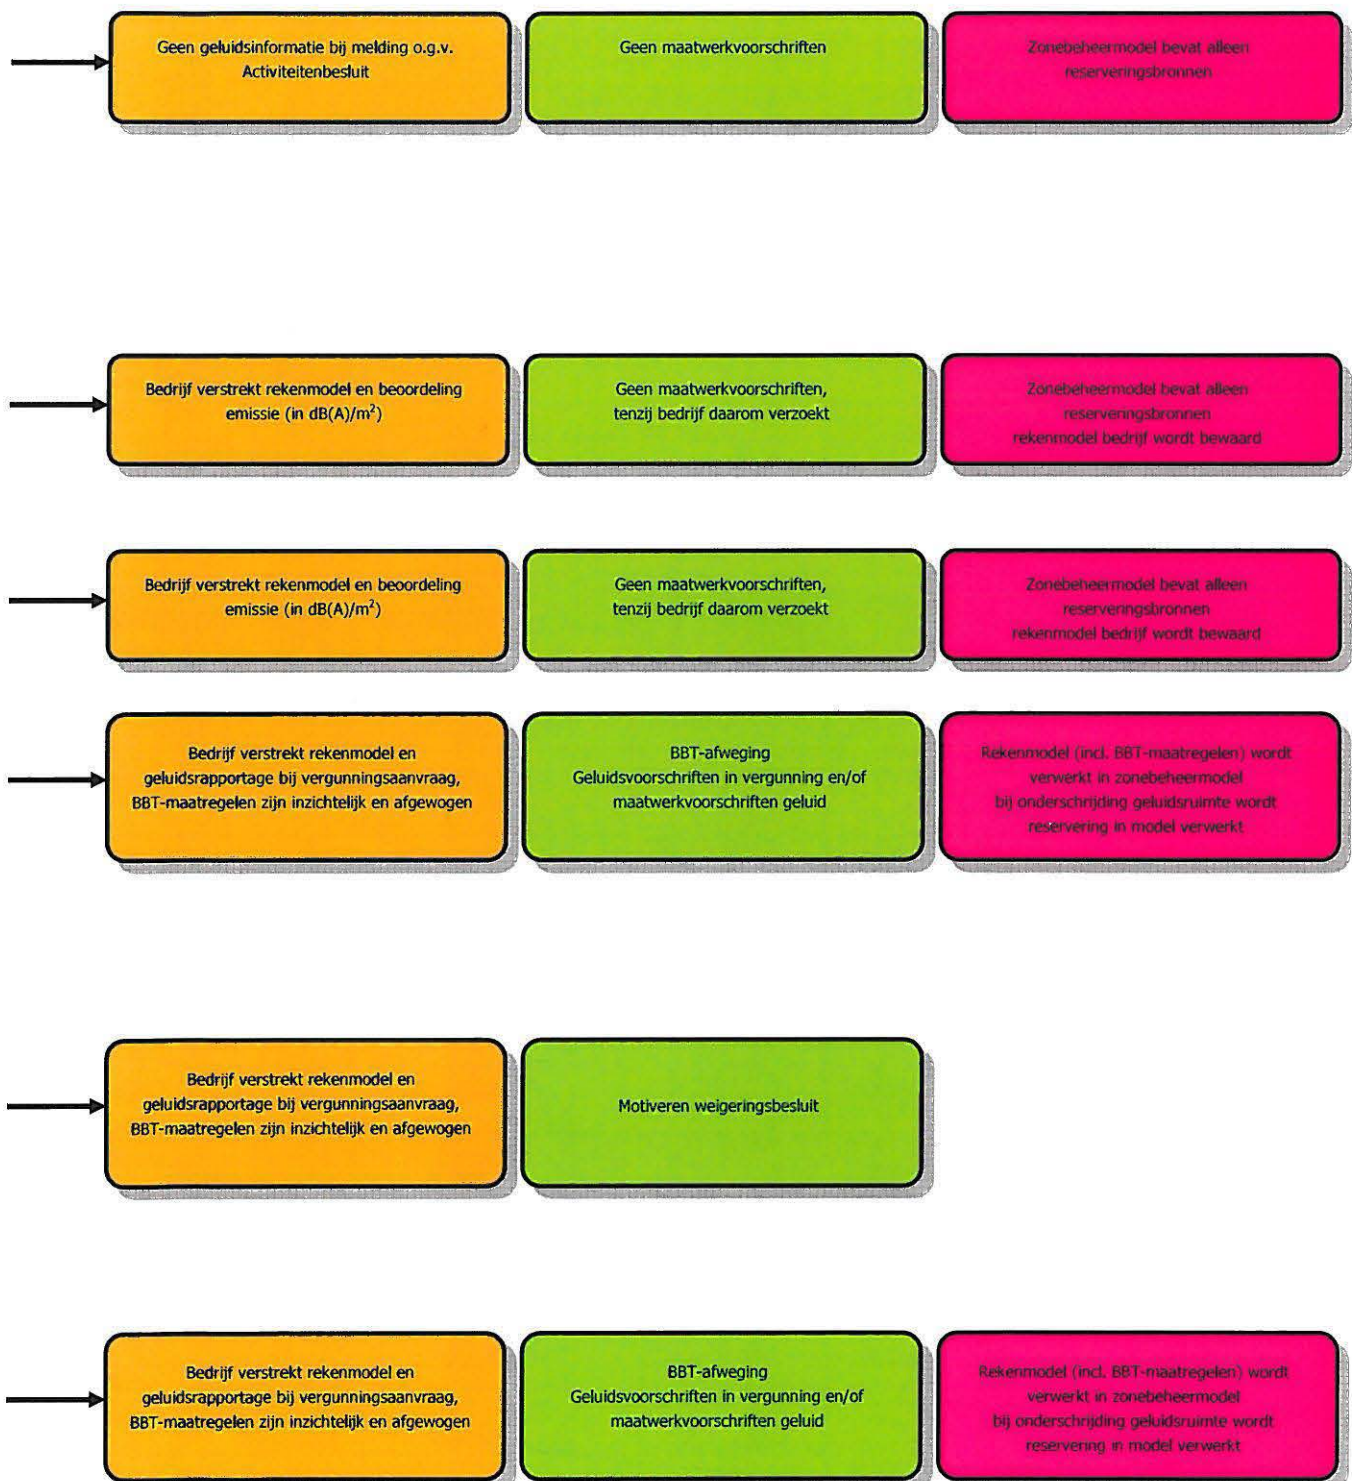 Geen geluidsinformatie bij melding o.g.v.
Activiteitenbesluit
Geen maatwerkvoorschriften
Zonebeheermodel bevat alleen
reserveringsbronnen
Bedrijf verstrekt rekenmodel en beoordeling
emissie (in dB(A)/m²)
Geen maatwerkvoorschriften,
tenzij bedrijf daarom verzoekt
Zonebeheermodel bevat alleen
reserveringsbronnen
rekenmodel bedrijf wordt bewaard
Bedrijf verstrekt rekenmodel en beoordeling
emissie (in dB(A)/m²)
Geen maatwerkvoorschriften,
tenzij bedrijf daarom verzoekt
Zonebeheermodel bevat alleen
reserveringsbronnen
rekenmodel bedrijf wordt bewaard
Bedrijf verstrekt rekenmodel en
geluidsrapportage bij vergunningsaanvraag,
BBT-maatregelen zijn inzichtelijk en afgewogen
BBT-afweging
Geluidsvoorschriften in vergunning en/of
maatwerkvoorschriften geluid
Rekenmodel (incl. BBT-maatregelen) wordt
verwerkt in zonebeheermodel
bij onderschrijding geluidsruimte wordt
reservering in model verwerkt
Bedrijf verstrekt rekenmodel en
geluidsrapportage bij vergunningsaanvraag,
BBT-maatregelen zijn inzichtelijk en afgewogen
Motiveren weigeringsbesluit
Bedrijf verstrekt rekenmodel en
geluidsrapportage bij vergunningsaanvraag,
BBT-maatregelen zijn inzichtelijk en afgewogen
BBT-afweging
Geluidsvoorschriften in vergunning en/of
maatwerkvoorschriften geluid
Rekenmodel (incl. BBT-maatregelen) wordt
verwerkt in zonebeheermodel
bij onderschrijding geluidsruimte wordt
reservering in model verwerkt